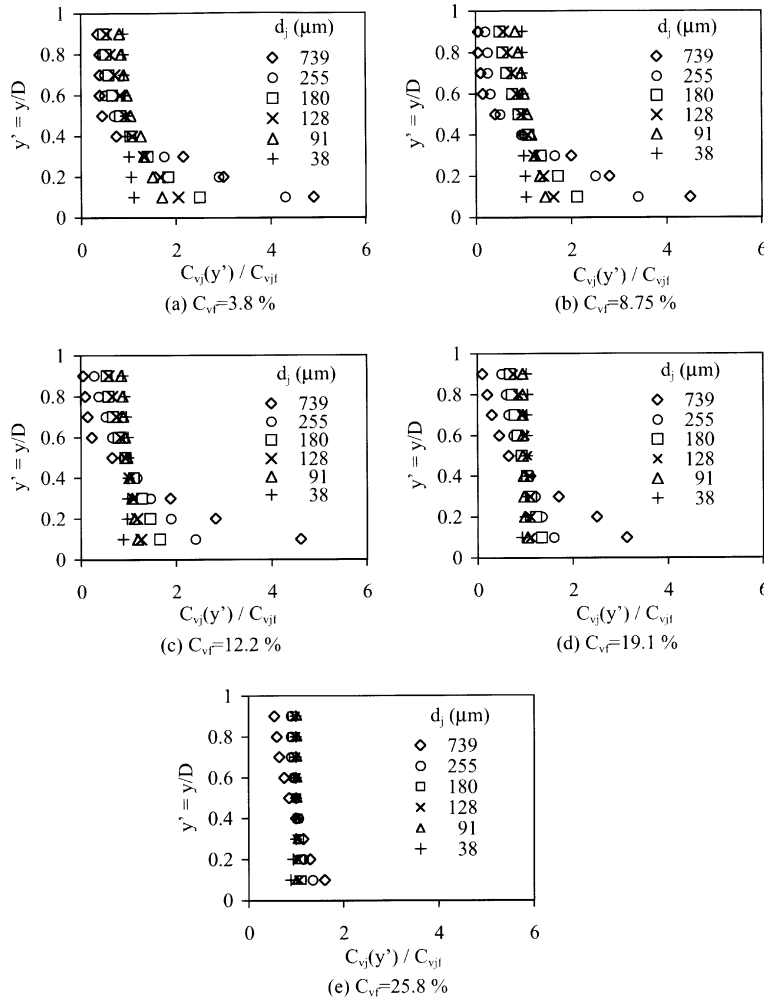 d_j (µm)
739
255
180
128
91
38
y' = y/D
1
0.8
0.6
0.4
0.2
0
0 2 4 6
C_vj(y') / C_vjf
(a) C_vf=3.8 %
d_j (µm)
739
255
180
128
91
38
y' = y/D
1
0.8
0.6
0.4
0.2
0
0 2 4 6
C_vj(y') / C_vjf
(b) C_vf=8.75 %
d_j (µm)
739
255
180
128
91
38
y' = y/D
1
0.8
0.6
0.4
0.2
0
0 2 4 6
C_vj(y') / C_vjf
(c) C_vf=12.2 %
d_j (µm)
739
255
180
128
91
38
y' = y/D
1
0.8
0.6
0.4
0.2
0
0 2 4 6
C_vj(y') / C_vjf
(d) C_vf=19.1 %
d_j (µm)
739
255
180
128
91
38
y' = y/D
1
0.8
0.6
0.4
0.2
0
0 2 4 6
C_vj(y') / C_vjf
(e) C_vf=25.8 %